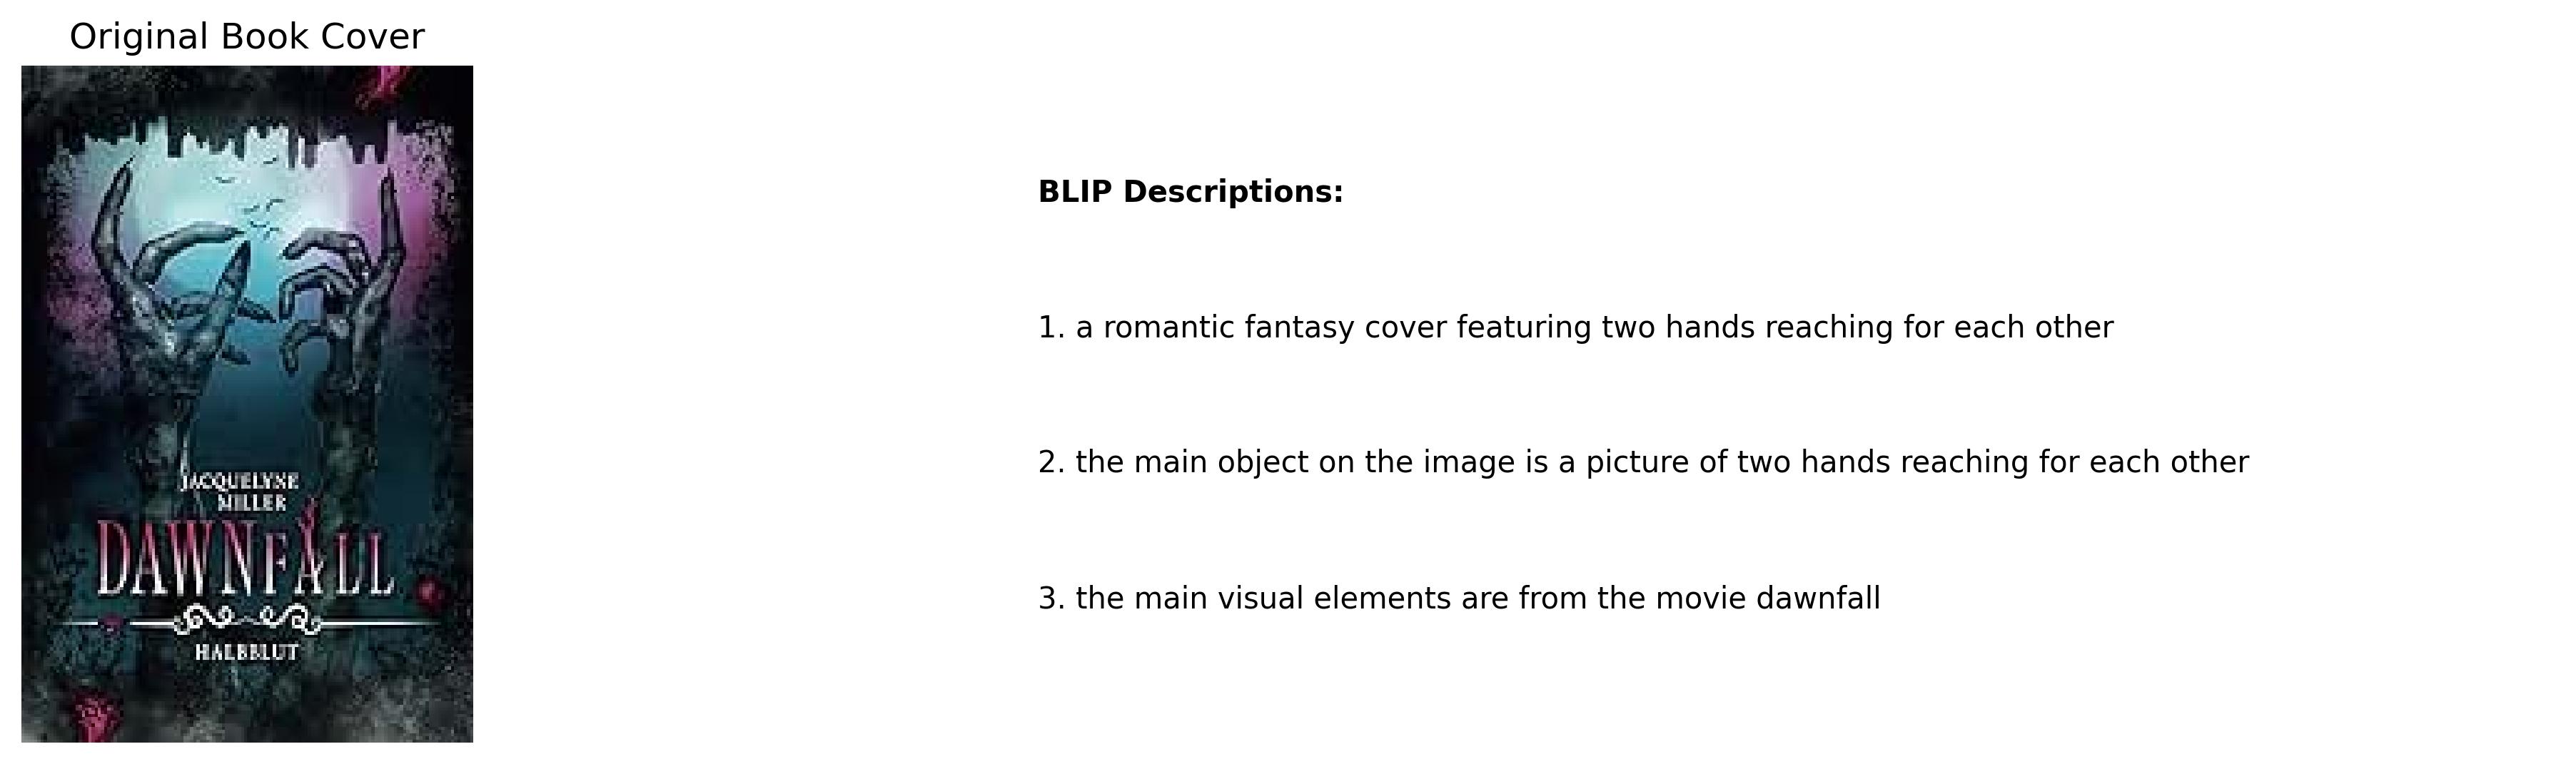 Original Book Cover
JACQUELYNE
MILLER
DAWNFALL
HALBBLUT
BLIP Descriptions:
1. a romantic fantasy cover featuring two hands reaching for each other
2. the main object on the image is a picture of two hands reaching for each other
3. the main visual elements are from the movie dawnfall